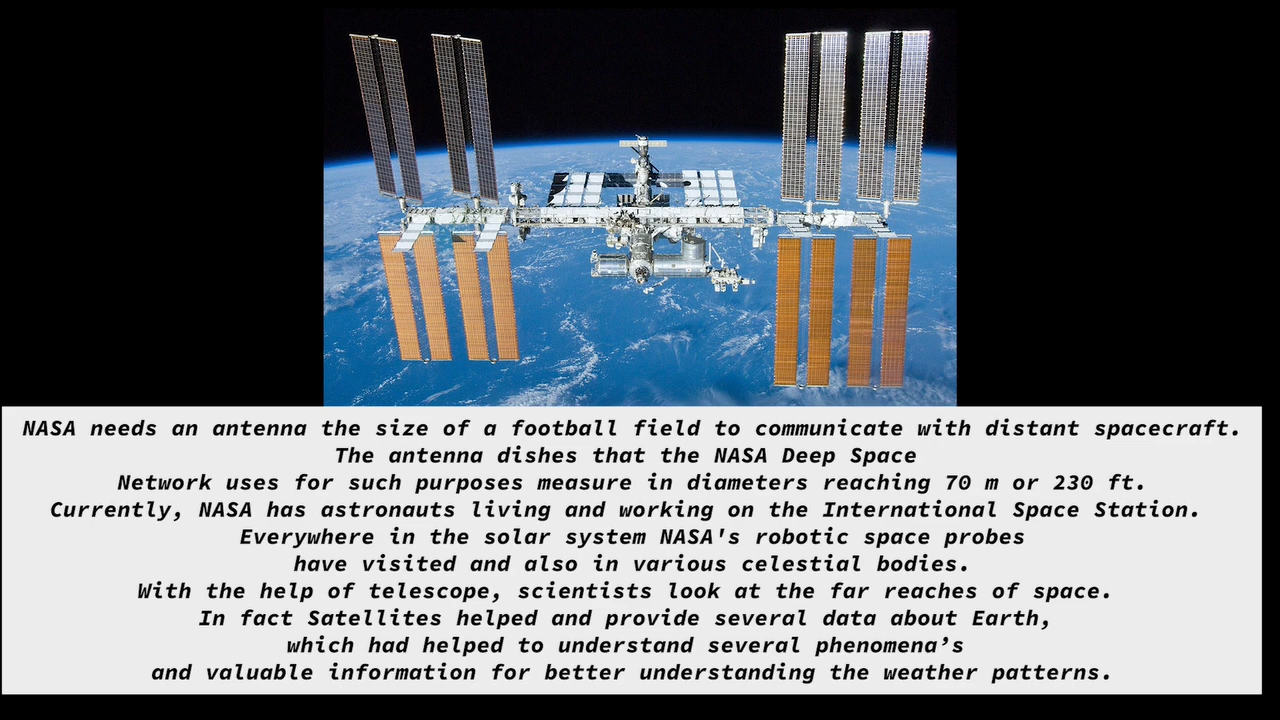 NASA needs an antenna the size of a football field to communicate with distant spacecraft.
The antenna dishes that the NASA Deep Space
Network uses for such purposes measure in diameters reaching 70 m or 230 ft.
Currently, NASA has astronauts living and working on the International Space Station.
Everywhere in the solar system NASA's robotic space probes
have visited and also in various celestial bodies.
With the help of telescope, scientists look at the far reaches of space.
In fact Satellites helped and provide several data about Earth,
which had helped to understand several phenomena’s
and valuable information for better understanding the weather patterns.